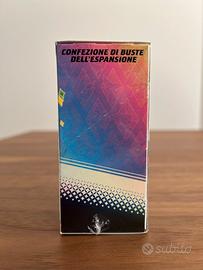 CONFEZIONE DI BUSTE
DELL'ESPANSIONE
subito